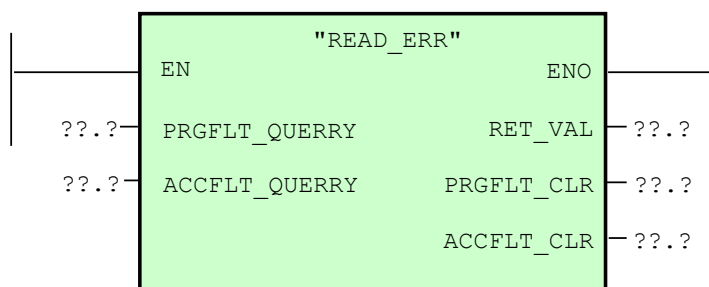 "READ_ERR"
EN ENO
??.? PRGFLT_QUERRY RET_VAL ??.?
??.? ACCFLT_QUERRY PRGFLT_CLR ??.?
ACCFLT_CLR ??.?